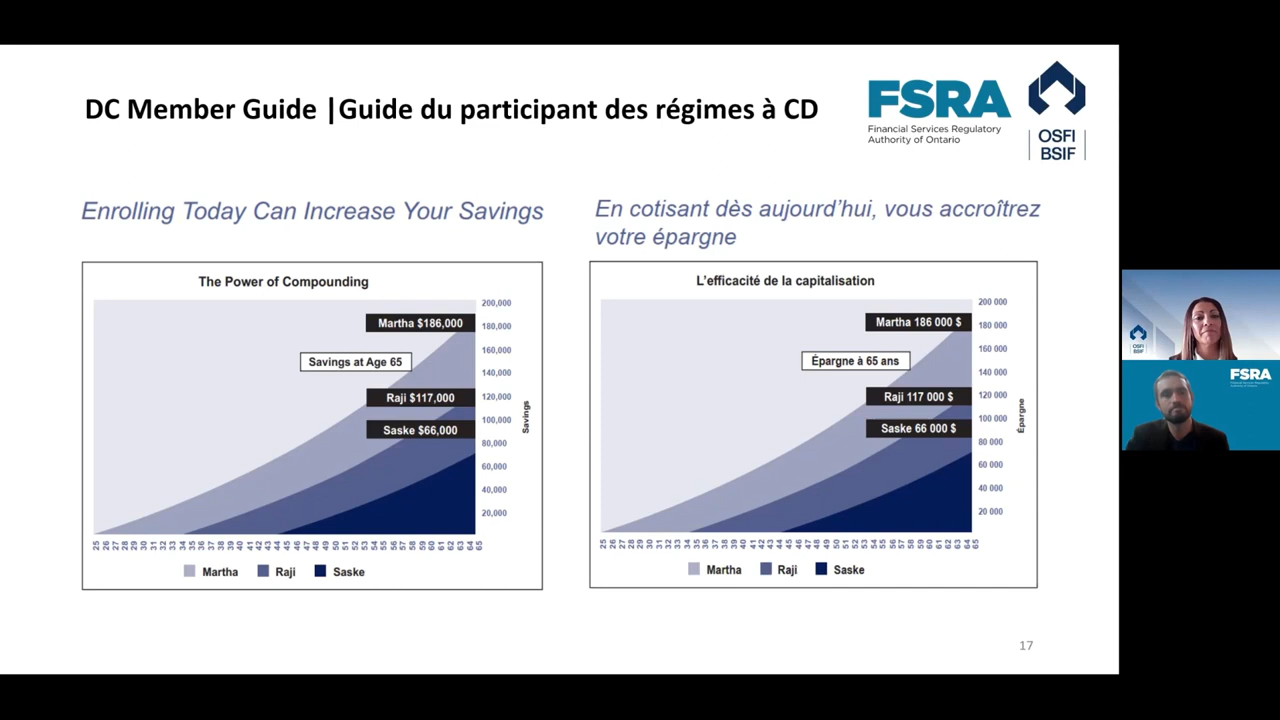 DC Member Guide |Guide du participant des régimes à CD
FSRA
Financial Services Regulatory
Authority of Ontario
OSFI
BSIF
Enrolling Today Can Increase Your Savings
The Power of Compounding
200,000
180,000
160,000
140,000
120,000
100,000
80,000
60,000
40,000
20,000
Savings
Martha $186,000
Savings at Age 65
Raji $117,000
Saske $66,000
25 26 27 28 29 30 31 32 33 34 35 36 37 38 39 40 41 42 43 44 45 46 47 48 49 50 51 52 53 54 55 56 57 58 59 60 61 62 63 64 65
Martha Raji Saske
En cotisant dès aujourd'hui, vous accroîtrez
votre épargne
L'efficacité de la capitalisation
200 000
180 000
160 000
140 000
120 000
100 000
80 000
60 000
40 000
20 000
Épargne
Martha 186 000 $
Épargne à 65 ans
Raji 117 000 $
Saske 66 000 $
25 26 27 28 29 30 31 32 33 34 35 36 37 38 39 40 41 42 43 44 45 46 47 48 49 50 51 52 53 54 55 56 57 58 59 60 61 62 63 64 65
Martha Raji Saske
17
OSFI
BSIF
FSRA